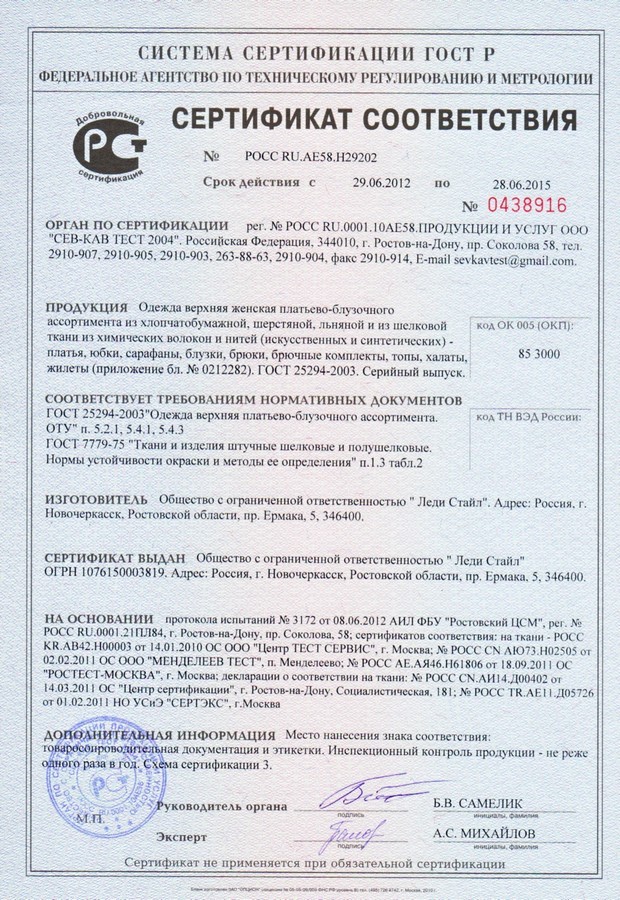 СИСТЕМА СЕРТИФИКАЦИИ ГОСТ Р
ФЕДЕРАЛЬНОЕ АГЕНТСТВО ПО ТЕХНИЧЕСКОМУ РЕГУЛИРОВАНИЮ И МЕТРОЛОГИИ
Добровольная
РСТ
сертификация
СЕРТИФИКАТ СООТВЕТСТВИЯ
№ РОСС RU.АЕ58.Н29202
Срок действия с 29.06.2012 по 28.06.2015
№ 0438916
ОРГАН ПО СЕРТИФИКАЦИИ рег. № РОСС RU.0001.10АЕ58.ПРОДУКЦИИ И УСЛУГ ООО
"СЕВ-КАВ ТЕСТ 2004". Российская Федерация, 344010, г. Ростов-на-Дону, пр. Соколова 58, тел.
2910-907, 2910-905, 2910-903, 263-88-63, 2910-904, факс 2910-914, E-mail sevkavtest@gmail.com.
ПРОДУКЦИЯ Одежда верхняя женская платьево-блузочного
ассортимента из хлопчатобумажной, шерстяной, льняной и из шелковой
ткани из химических волокон и нитей (искусственных и синтетических) -
платья, юбки, сарафаны, блузки, брюки, брючные комплекты, топы, халаты,
жилеты (приложение бл. № 0212282). ГОСТ 25294-2003. Серийный выпуск.
код ОК 005 (ОКП):
85 3000
СООТВЕТСТВУЕТ ТРЕБОВАНИЯМ НОРМАТИВНЫХ ДОКУМЕНТОВ
ГОСТ 25294-2003"Одежда верхняя платьево-блузочного ассортимента.
ОТУ" п. 5.2.1, 5.4.1, 5.4.3
ГОСТ 7779-75 "Ткани и изделия штучные шелковые и полушелковые.
Нормы устойчивости окраски и методы ее определения" п.1.3 табл.2
код ТН ВЭД России:
ИЗГОТОВИТЕЛЬ Общество с ограниченной ответственностью " Леди Стайл". Адрес: Россия, г.
Новочеркасск, Ростовской области, пр. Ермака, 5, 346400.
СЕРТИФИКАТ ВЫДАН Общество с ограниченной ответственностью " Леди Стайл"
ОГРН 1076150003819. Адрес: Россия, г. Новочеркасск, Ростовской области, пр. Ермака, 5, 346400.
НА ОСНОВАНИИ протокола испытаний № 3172 от 08.06.2012 АИЛ ФБУ "Ростовский ЦСМ", рег. №
РОСС RU.0001.21ПЛ84, г. Ростов-на-Дону, пр. Соколова, 58; сертификатов соответствия: на ткани - РОСС
KR.АВ42.Н00003 от 14.01.2010 ОС ООО "Центр ТЕСТ СЕРВИС", г. Москва; № РОСС CN АЮ73.Н02505 от
02.02.2011 ОС ООО "МЕНДЕЛЕЕВ ТЕСТ", п. Менделеево; № РОСС АЕ.АЯ46.Н61806 от 18.09.2011 ОС
"РОСТЕСТ-МОСКВА"; декларации о соответствии на ткани: № РОСС CN.АИ14.Д00402 от
14.03.2011 ОС "Центр сертификации", г. Ростов-на-Дону, Социалистическая, 181; № РОСС TR.АЕ11.Д05726
от 01.02.2011 НО УСиЭ "СЕРТЭКС", г.Москва
ДОПОЛНИТЕЛЬНАЯ ИНФОРМАЦИЯ Место нанесения знака соответствия:
товаросопроводительная документация и этикетки. Инспекционный контроль продукции - не реже
одного раза в год. Схема сертификации 3.
М.П.
Руководитель органа
подпись
Б.В. САМЕЛИК
инициалы, фамилия
Эксперт
подпись
А.С. МИХАЙЛОВ
инициалы, фамилия
Сертификат не применяется при обязательной сертификации